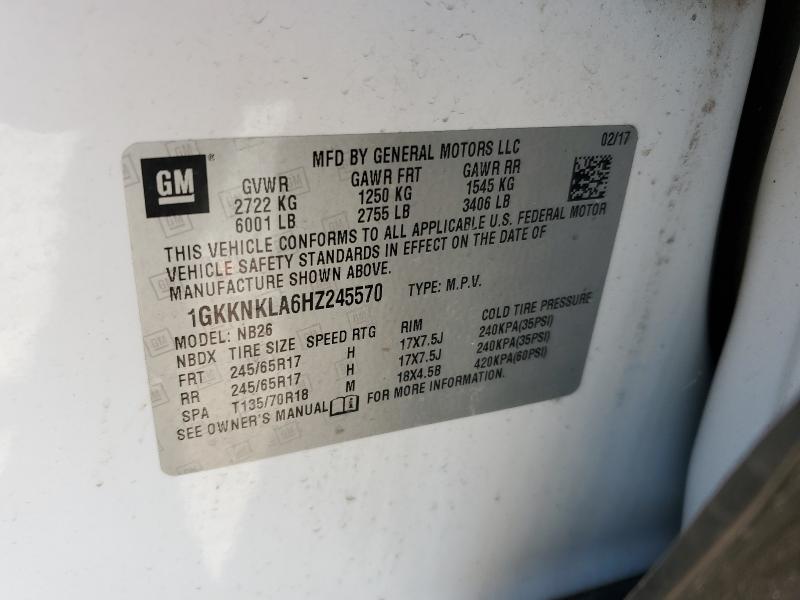 02/17
GM®
MFD BY GENERAL MOTORS LLC
GVWR GAWR FRT GAWR RR
2722 KG 1250 KG 1545 KG
6001 LB 2755 LB 3406 LB
THIS VEHICLE CONFORMS TO ALL APPLICABLE U.S. FEDERAL MOTOR
VEHICLE SAFETY STANDARDS IN EFFECT ON THE DATE OF
MANUFACTURE SHOWN ABOVE.
1GKKNKLA6HZ245570 TYPE: M.P.V.
MODEL: NB26
NBDX TIRE SIZE SPEED RTG RIM COLD TIRE PRESSURE
FRT 245/65R17 H 17X7.5J 240KPA(35PSI)
RR 245/65R17 H 17X7.5J 240KPA(35PSI)
SPA T135/70R18 M 18X4.5B 420KPA(60PSI)
SEE OWNER'S MANUAL FOR MORE INFORMATION.